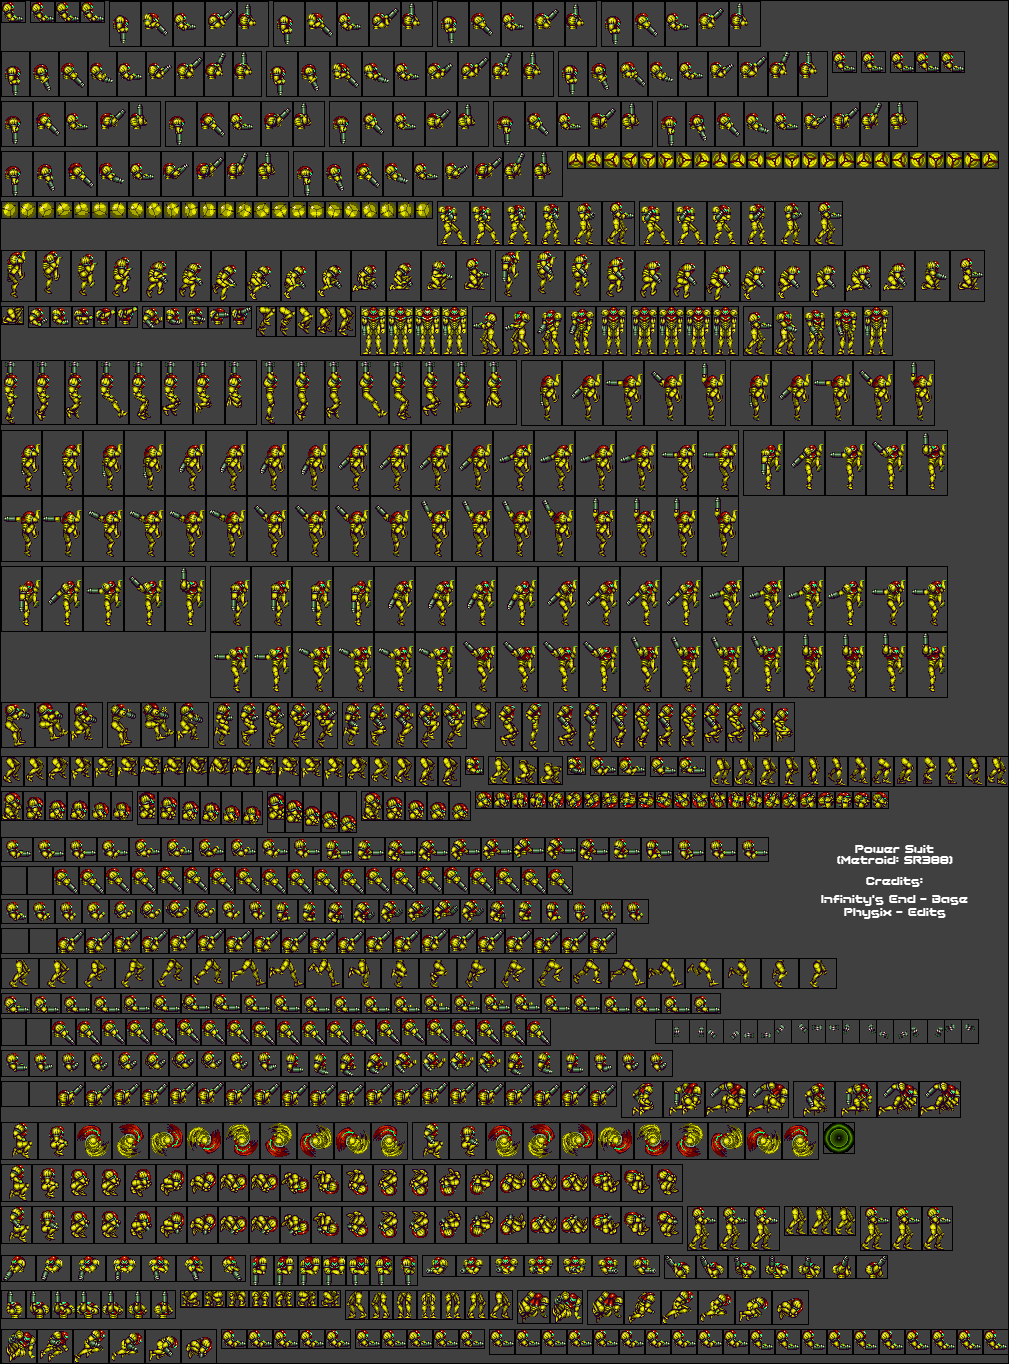 Power Suit
(Metroid: SR388)
Credits:
Infinity's End - Base
Physix - Edits